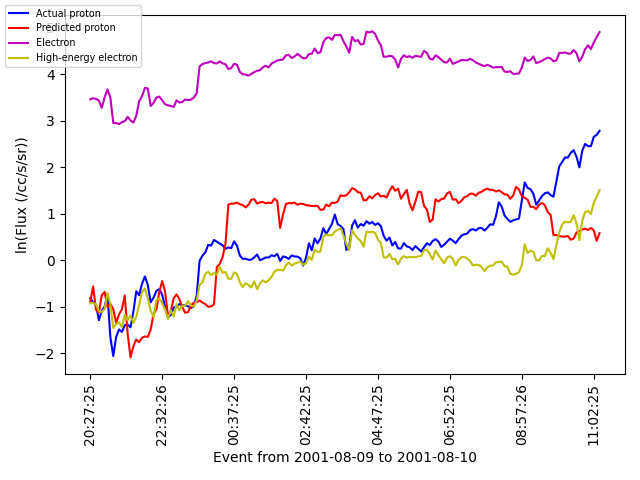 Actual proton
Predicted proton
Electron
High-energy electron
4
3
2
1
0
−1
−2
ln(Flux (/cc/s/sr))
20:27:25
22:32:26
00:37:25
02:42:25
04:47:25
06:52:25
08:57:26
11:02:25
Event from 2001-08-09 to 2001-08-10